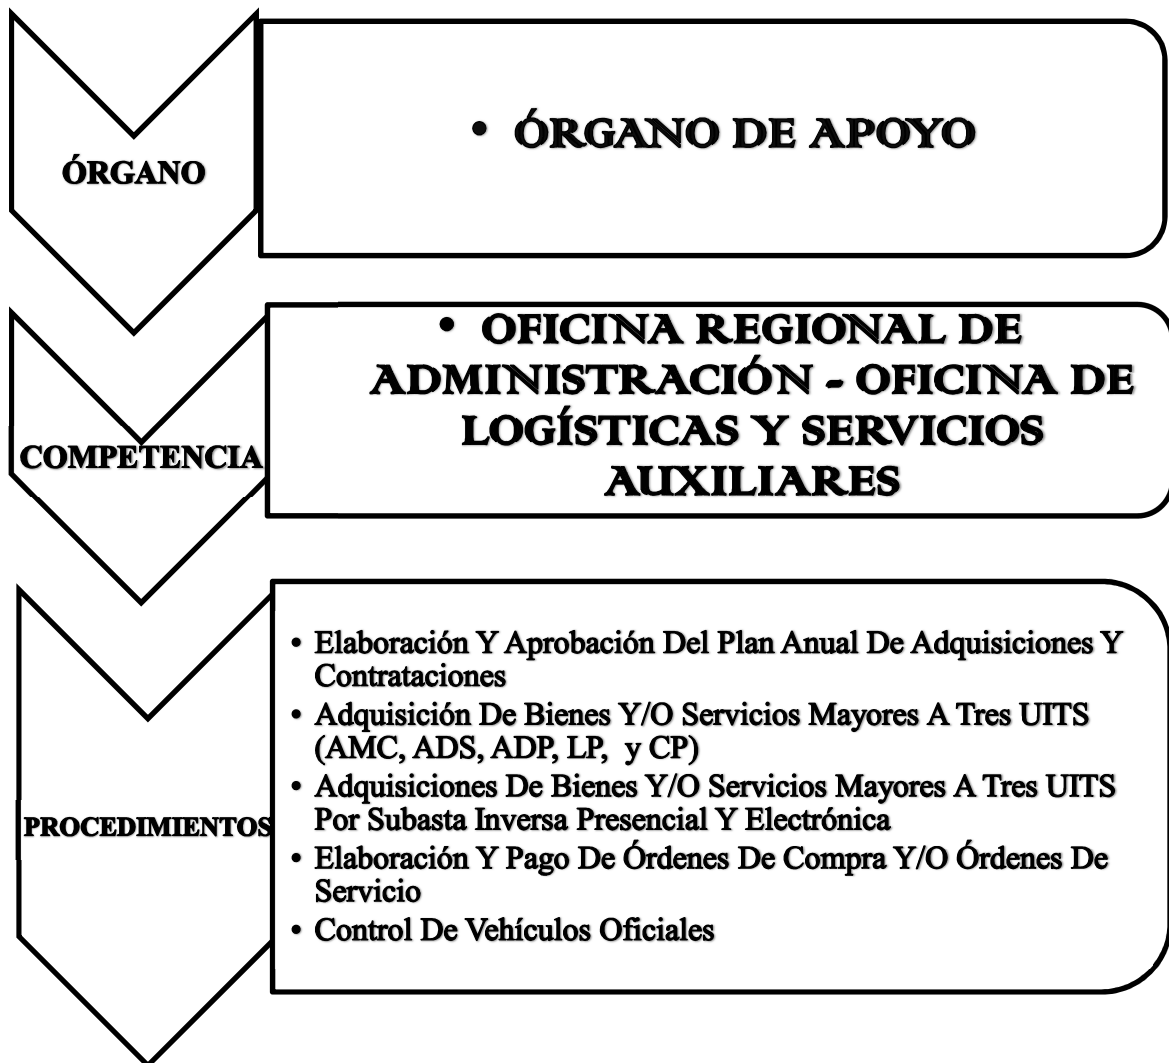 ÓRGANO
• ÓRGANO DE APOYO
COMPETENCIA
• OFICINA REGIONAL DE
ADMINISTRACIÓN - OFICINA DE
LOGÍSTICAS Y SERVICIOS
AUXILIARES
PROCEDIMIENTOS
• Elaboración Y Aprobación Del Plan Anual De Adquisiciones Y
Contrataciones
• Adquisición De Bienes Y/O Servicios Mayores A Tres UITS
(AMC, ADS, ADP, LP, y CP)
• Adquisiciones De Bienes Y/O Servicios Mayores A Tres UITS
Por Subasta Inversa Presencial Y Electrónica
• Elaboración Y Pago De Órdenes De Compra Y/O Órdenes De
Servicio
• Control De Vehículos Oficiales